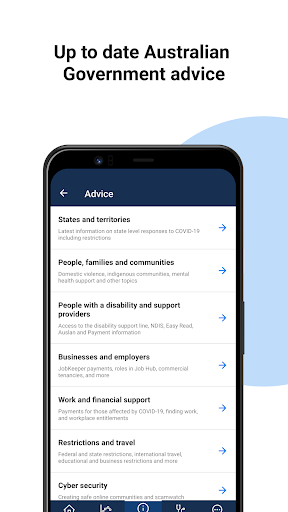 Up to date Australian
Government advice
Advice
States and territories
Latest information on state level responses to COVID-19
including restrictions
People, families and communities
Domestic violence, indigenous communities, mental
health support and other topics
People with a disability and support
providers
Access to the disability support line, NDIS, Easy Read,
Auslan and Payment information
Businesses and employers
JobKeeper payments, roles in Job Hub, commercial
tenancies, and more
Work and financial support
Payments for those affected by COVID-19, finding work,
and workplace entitlements
Restrictions and travel
Federal and state restrictions, international travel,
educational and business restrictions and more
Cyber security
Creating safe online communities and scamwatch